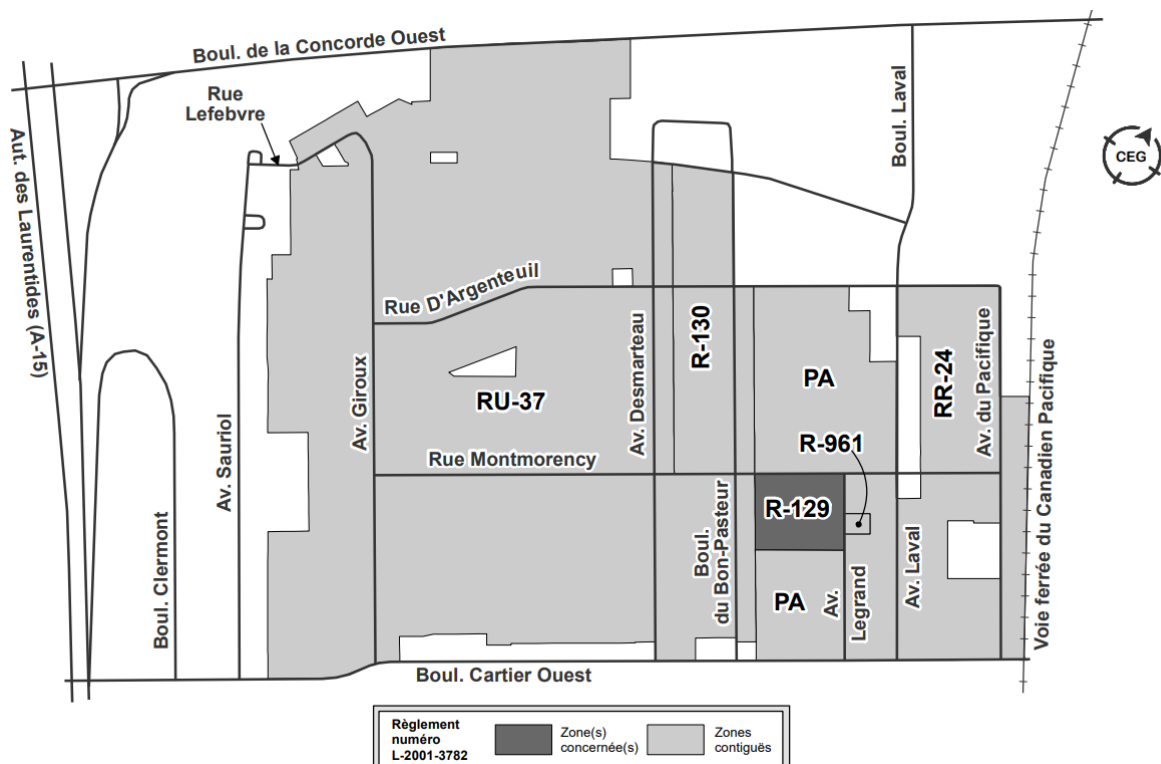 Boul. de la Concorde Ouest
Rue
Lefebvre
Boul. Laval
CEG
Aut. des Laurentides (A-15)
Rue D'Argenteuil
Av. Giroux
Av. Desmarteau
R-130
PA
RR-24
Av. du Pacifique
RU-37
R-961
Av. Sauriol
Rue Montmorency
Voie ferrée du Canadien Pacifique
R-129
Boul. Clermont
Boul.
du Bon-Pasteur
PA
Av.
Legrand
Av. Laval
Boul. Cartier Ouest
Règlement
numéro
L-2001-3782
Zone(s)
concernée(s)
Zones
contiguës